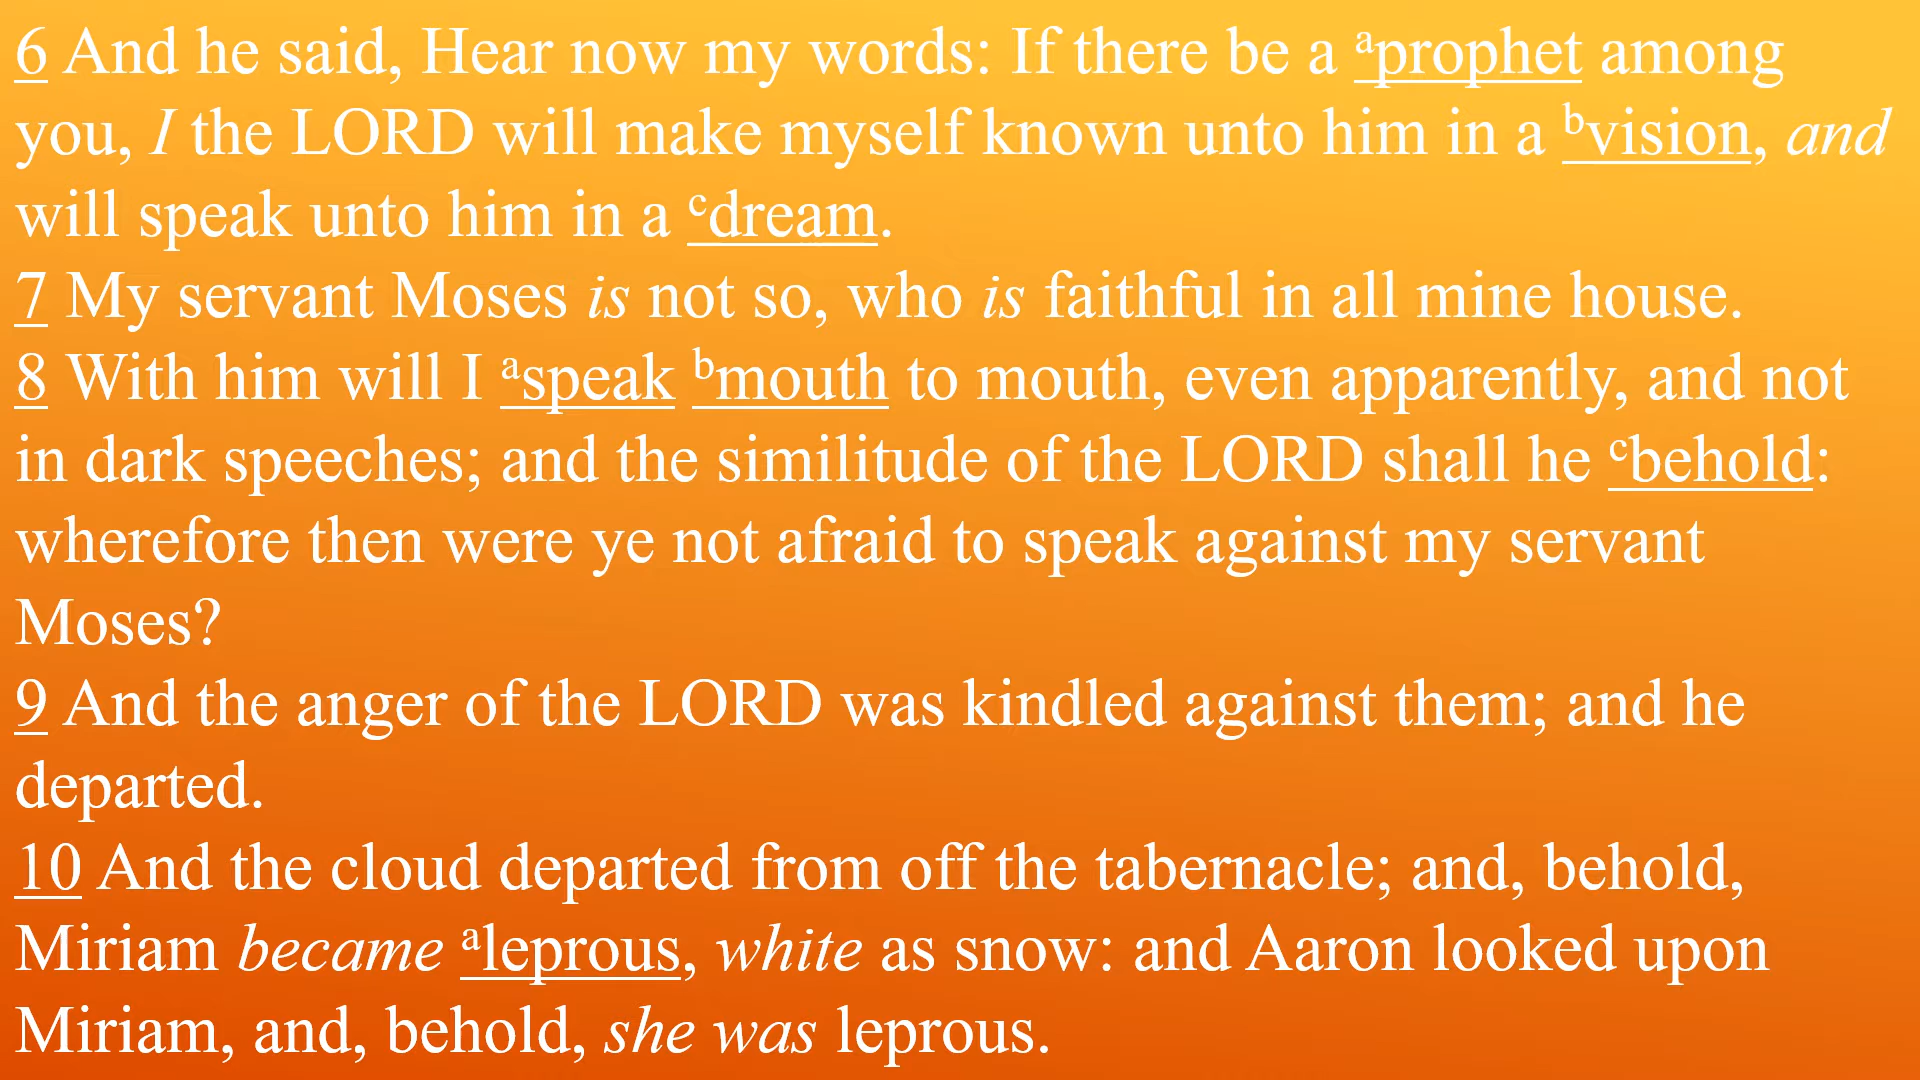 6 And he said, Hear now my words: If there be a aprophet among
you, I the LORD will make myself known unto him in a bvision, and
will speak unto him in a cdream.
7 My servant Moses is not so, who is faithful in all mine house.
8 With him will I aspeak bmouth to mouth, even apparently, and not
in dark speeches; and the similitude of the LORD shall he cbehold:
wherefore then were ye not afraid to speak against my servant
Moses?
9 And the anger of the LORD was kindled against them; and he
departed.
10 And the cloud departed from off the tabernacle; and, behold,
Miriam became aleprous, white as snow: and Aaron looked upon
Miriam, and, behold, she was leprous.